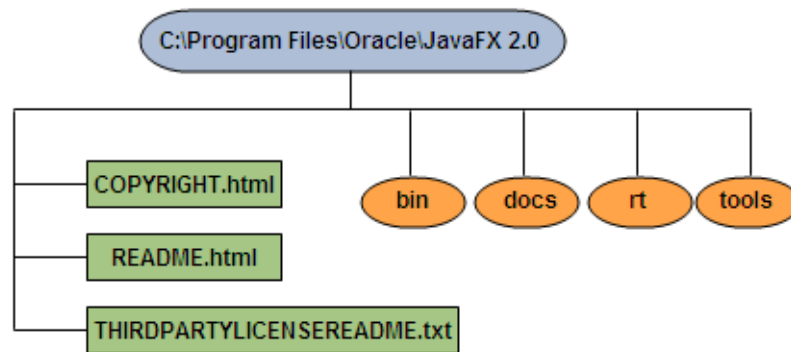 C:\Program Files\Oracle\JavaFX 2.0
COPYRIGHT.html
bin
docs
rt
tools
README.html
THIRDPARTYLICENSEREADME.txt